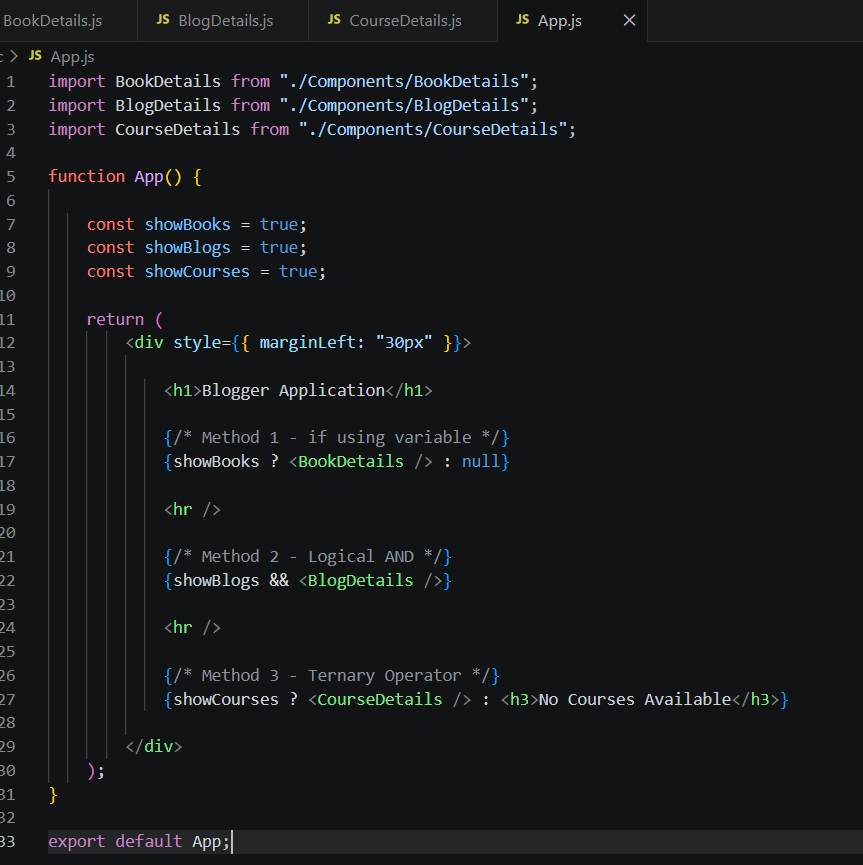 BookDetails.js JS BlogDetails.js JS CourseDetails.js JS App.js ×
c > JS App.js
1 import BookDetails from "./Components/BookDetails";
2 import BlogDetails from "./Components/BlogDetails";
3 import CourseDetails from "./Components/CourseDetails";
4
5 function App() {
6
7 const showBooks = true;
8 const showBlogs = true;
9 const showCourses = true;
10
11 return (
12 <div style={{ marginLeft: "30px" }}>
13
14 <h1>Blogger Application</h1>
15
16 {/* Method 1 - if using variable */}
17 {showBooks ? <BookDetails /> : null}
18
19 <hr />
20
21 {/* Method 2 - Logical AND */}
22 {showBlogs && <BlogDetails />}
23
24 <hr />
25
26 {/* Method 3 - Ternary Operator */}
27 {showCourses ? <CourseDetails /> : <h3>No Courses Available</h3>}
28
29 </div>
30 );
31 }
32
33 export default App;